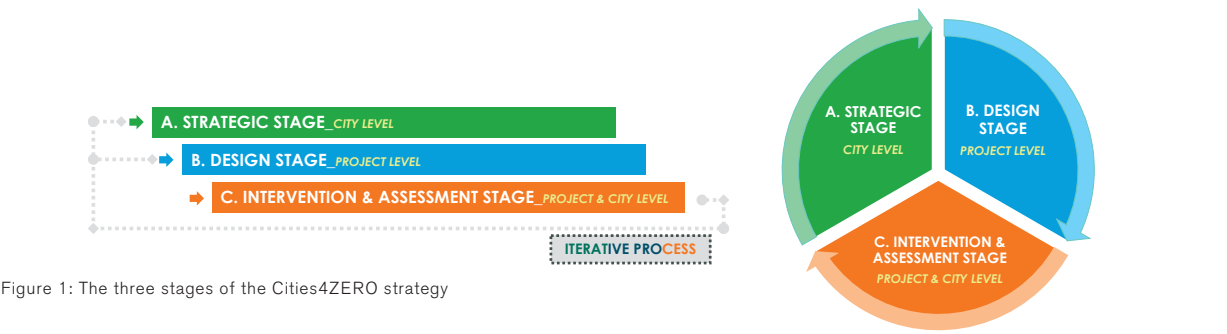 A. STRATEGIC STAGE_CITY LEVEL
B. DESIGN STAGE_PROJECT LEVEL
C. INTERVENTION & ASSESSMENT STAGE_PROJECT & CITY LEVEL
ITERATIVE PROCESS
Figure 1: The three stages of the Cities4ZERO strategy
A. STRATEGIC
STAGE
CITY LEVEL
B. DESIGN
STAGE
PROJECT LEVEL
C. INTERVENTION &
ASSESSMENT STAGE
PROJECT & CITY LEVEL